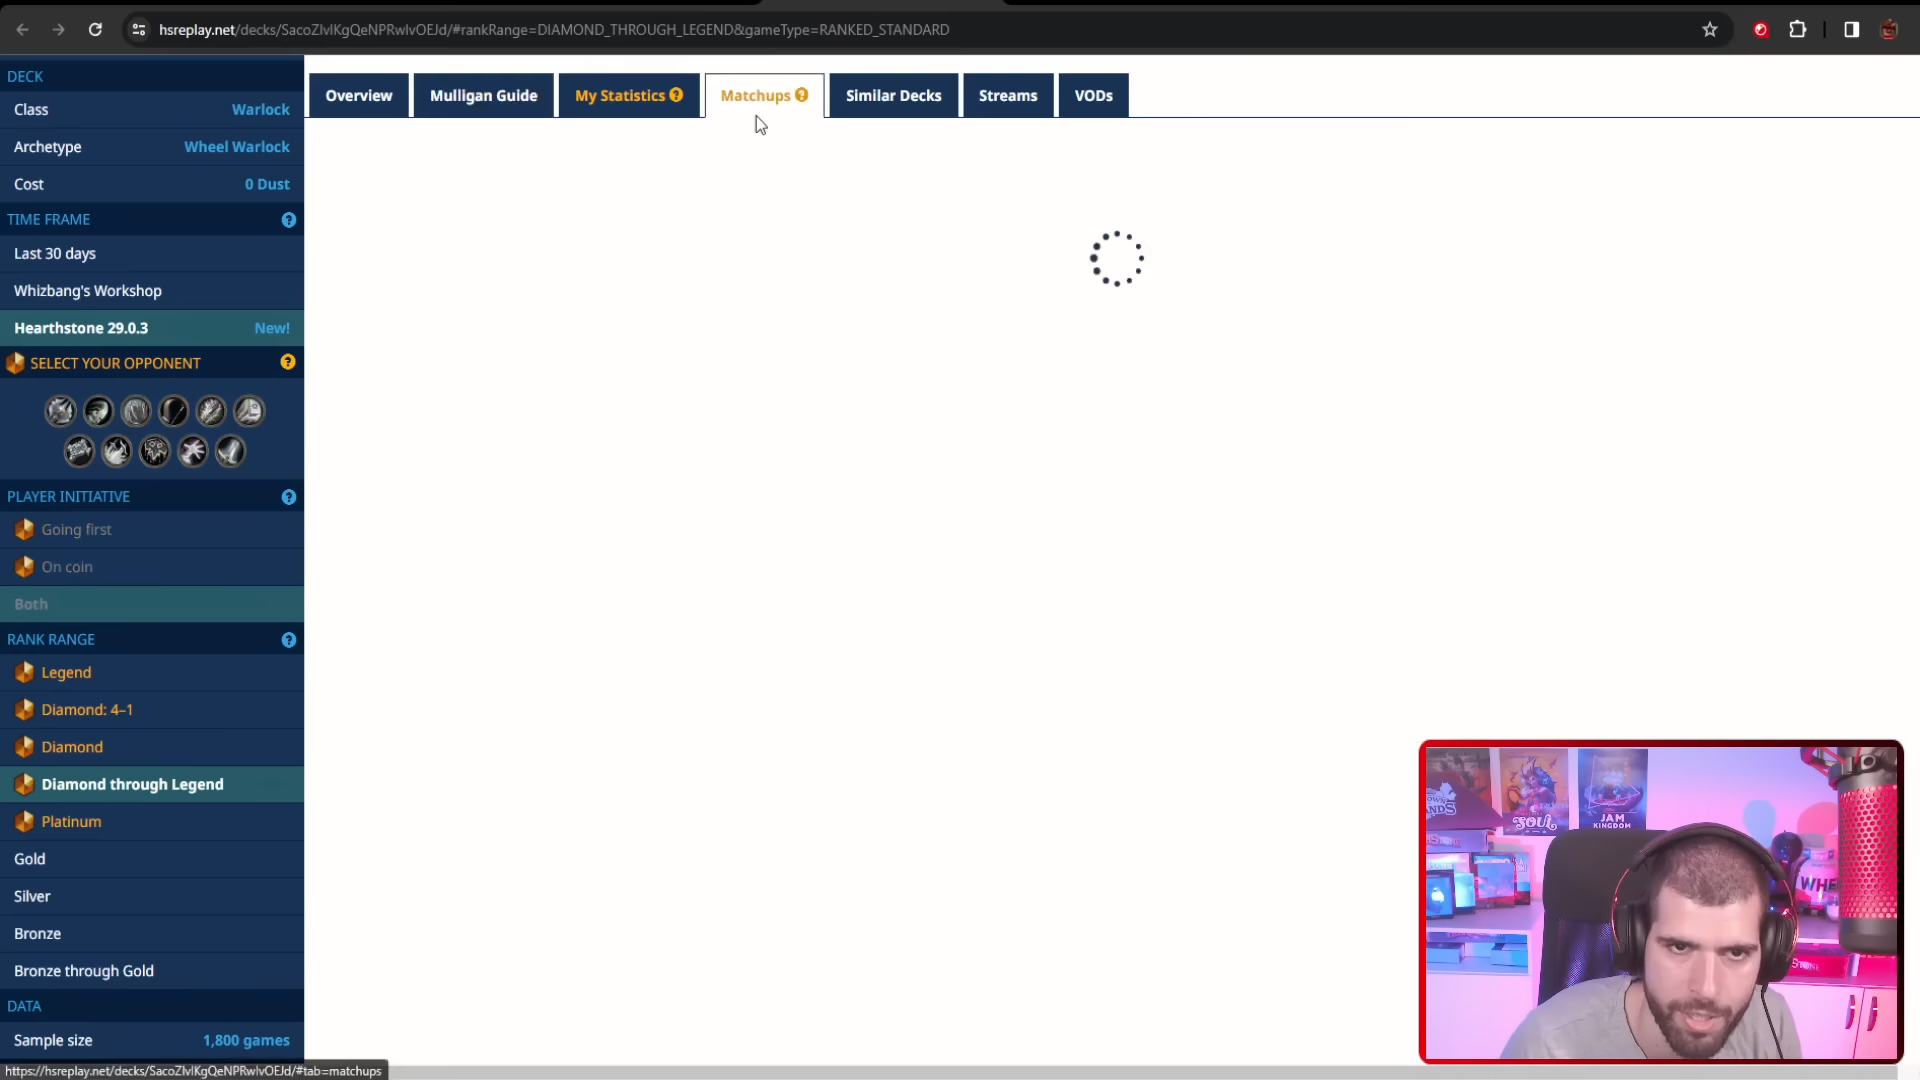 hsreplay.net/decks/SacoZlvlKgQeNPRwlvOEJd/#rankRange=DIAMOND_THROUGH_LEGEND&gameType=RANKED_STANDARD
DECK
Class Warlock
Archetype Wheel Warlock
Cost 0 Dust
TIME FRAME
Last 30 days
Whizbang's Workshop
Hearthstone 29.0.3 New!
SELECT YOUR OPPONENT
PLAYER INITIATIVE
Going first
On coin
Both
RANK RANGE
Legend
Diamond: 4–1
Diamond
Diamond through Legend
Platinum
Gold
Silver
Bronze
Bronze through Gold
DATA
Sample size 1,800 games
https://hsreplay.net/decks/SacoZlvlKgQeNPRwlvOEJd/#tab=matchups
Overview
Mulligan Guide
My Statistics
Matchups
Similar Decks
Streams
VODs
SOUL
JAM
KINGDOM